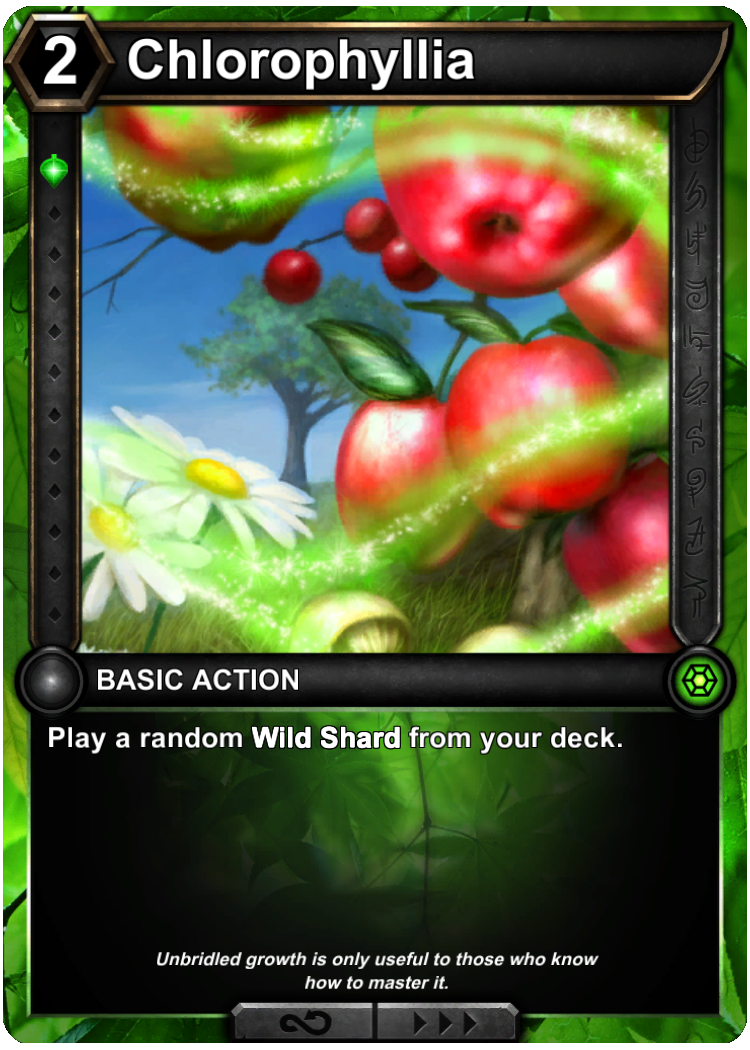 2
Chlorophyllia
BASIC ACTION
Play a random Wild Shard from your deck.
Unbridled growth is only useful to those who know
how to master it.